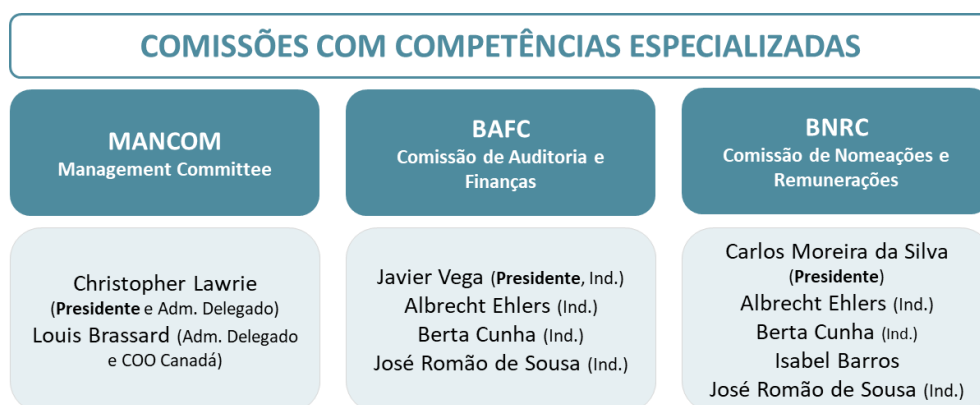 COMISSÕES COM COMPETÊNCIAS ESPECIALIZADAS
MANCOM
Management Committee
BAFC
Comissão de Auditoria e
Finanças
BNRC
Comissão de Nomeações e
Remunerações
Christopher Lawrie
(Presidente e Adm. Delegado)
Louis Brassard (Adm. Delegado
e COO Canadá)
Javier Vega (Presidente, Ind.)
Albrecht Ehlers (Ind.)
Berta Cunha (Ind.)
José Romão de Sousa (Ind.)
Carlos Moreira da Silva
(Presidente)
Albrecht Ehlers (Ind.)
Berta Cunha (Ind.)
Isabel Barros
José Romão de Sousa (Ind.)